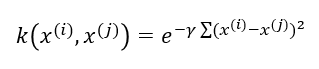 k(x⁽ⁱ⁾, x⁽ʲ⁾) = e^{−γ ∑(x⁽ⁱ⁾−x⁽ʲ⁾)²}